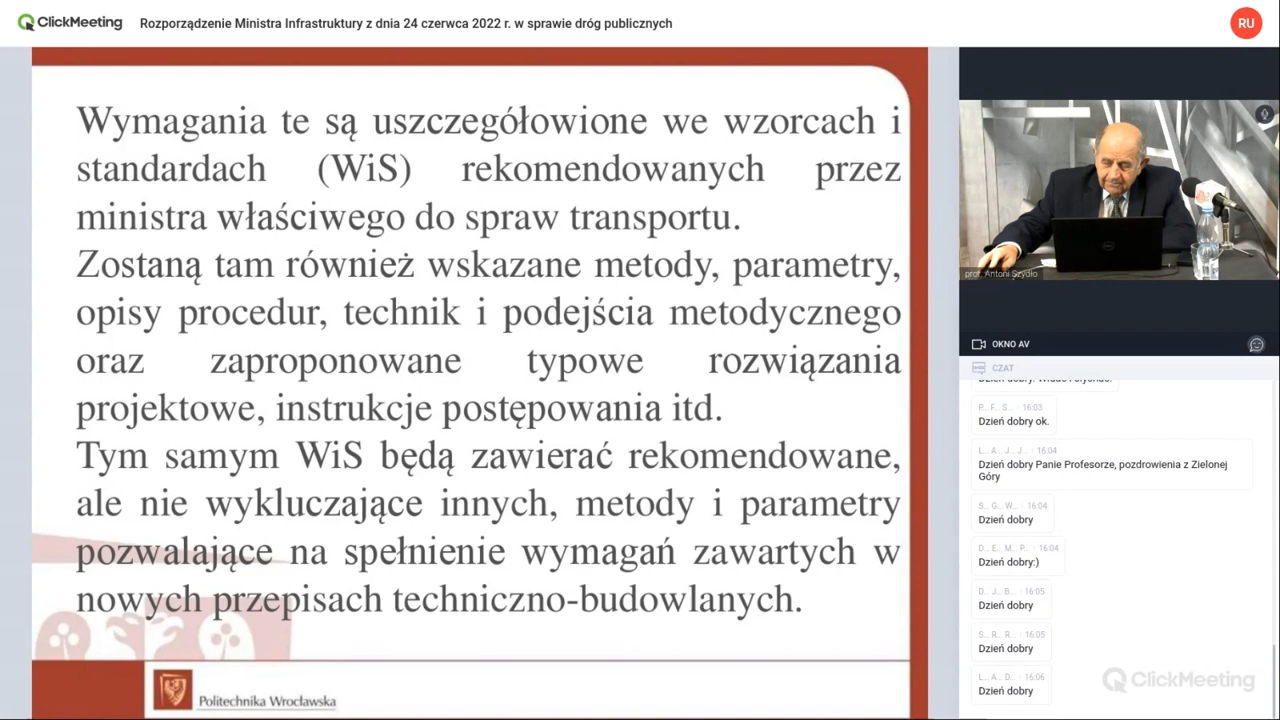 ClickMeeting
Rozporządzenie Ministra Infrastruktury z dnia 24 czerwca 2022 r. w sprawie dróg publicznych
RU
Wymagania te są uszczegółowione we wzorcach i
standardach (WiS) rekomendowanych przez
ministra właściwego do spraw transportu.
Zostaną tam również wskazane metody, parametry,
opisy procedur, technik i podejścia metodycznego
oraz zaproponowane typowe rozwiązania
projektowe, instrukcje postępowania itd.
Tym samym WiS będą zawierać rekomendowane,
ale nie wykluczające innych, metody i parametry
pozwalające na spełnienie wymagań zawartych w
nowych przepisach techniczno-budowlanych.
Politechnika Wrocławska
prof. Antoni Szydło
OKNO AV
CZAT
P... F... S... · 16:03
Dzień dobry ok.
L... A... J... J... · 16:04
Dzień dobry Panie Profesorze, pozdrowienia z Zielonej
Góry
S... G... W... · 16:04
Dzień dobry
D... E... M... P... · 16:04
Dzień dobry:)
D... J... B... · 16:05
Dzień dobry
S... R... R... · 16:05
Dzień dobry
L... A... D... · 16:06
Dzień dobry
ClickMeeting